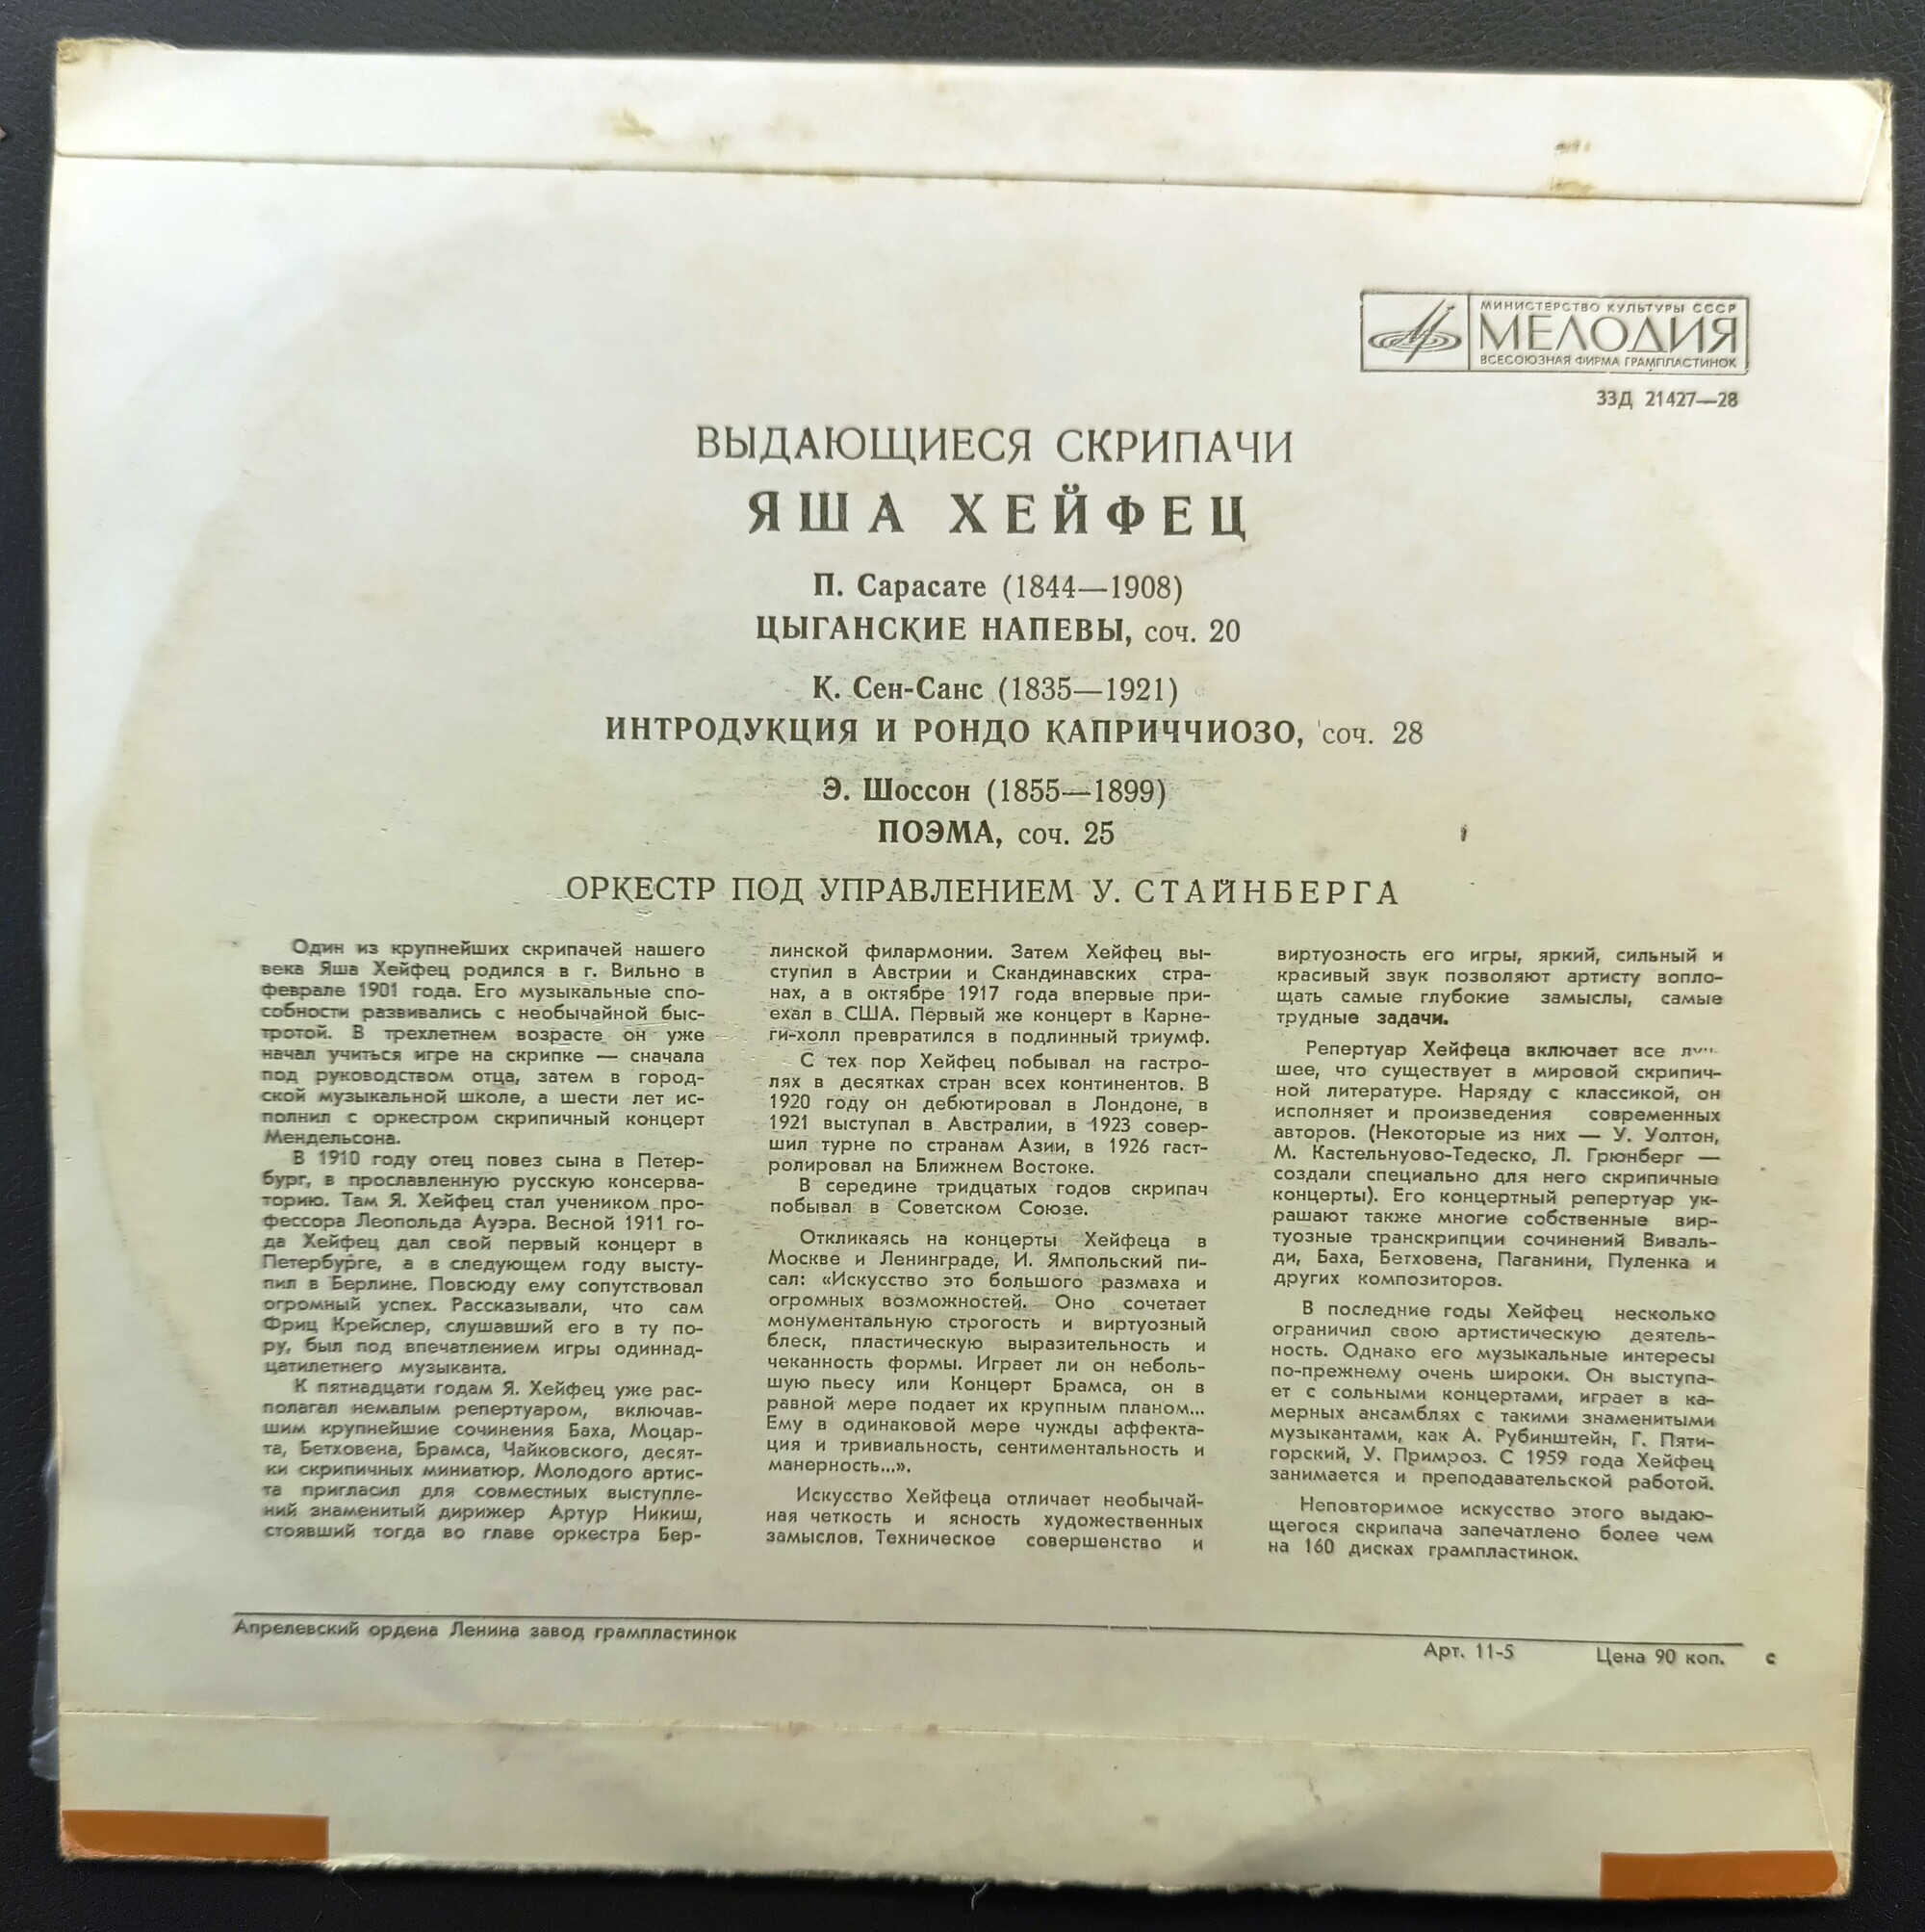 МИНИСТЕРСТВО КУЛЬТУРЫ СССР
МЕЛОДИЯ
ВСЕСОЮЗНАЯ ФИРМА ГРАМПЛАСТИНОК
33Д 21427—28
ВЫДАЮЩИЕСЯ СКРИПАЧИ
ЯША ХЕЙФЕЦ
П. Сарасате (1844—1908)
ЦЫГАНСКИЕ НАПЕВЫ, соч. 20
К. Сен-Санс (1835—1921)
ИНТРОДУКЦИЯ И РОНДО КАПРИЧЧИОЗО, соч. 28
Э. Шоссон (1855—1899)
ПОЭМА, соч. 25
ОРКЕСТР ПОД УПРАВЛЕНИЕМ У. СТАЙНБЕРГА
Один из крупнейших скрипачей нашего
века Яша Хейфец родился в г. Вильно в
феврале 1901 года. Его музыкальные спо-
собности развивались с необычайной быс-
тротой. В трехлетнем возрасте он уже
начал учиться игре на скрипке — сначала
под руководством отца, затем в город-
ской музыкальной школе, а шести лет ис-
полнил с оркестром скрипичный концерт
Мендельсона.
В 1910 году отец повез сына в Петер-
бург, в прославленную русскую консерва-
торию. Там Я. Хейфец стал учеником про-
фессора Леопольда Ауэра. Весной 1911 го-
да Хейфец дал свой первый концерт в
Петербурге, а в следующем году высту-
пил в Берлине. Повсюду ему сопутствовал
огромный успех. Рассказывали, что сам
Фриц Крейслер, слушавший его в ту по-
ру, был под впечатлением игры одиннад-
цатилетнего музыканта.
К пятнадцати годам Я. Хейфец уже рас-
полагал немалым репертуаром, включав-
шим крупнейшие сочинения Баха, Моцар-
та, Бетховена, Брамса, Чайковского, десят-
ки скрипичных миниатюр. Молодого артис-
та пригласил для совместных выступле-
ний знаменитый дирижер Артур Никиш,
стоявший тогда во главе оркестра Бер-
линской филармонии. Затем Хейфец вы-
ступил в Австрии и Скандинавских стра-
нах, а в октябре 1917 года впервые при-
ехал в США. Первый же концерт в Карне-
ги-холл превратился в подлинный триумф.
С тех пор Хейфец побывал на гастро-
лях в десятках стран всех континентов. В
1920 году он дебютировал в Лондоне, в
1921 выступал в Австралии, в 1923 совер-
шил турне по странам Азии, в 1926 гаст-
ролировал на Ближнем Востоке.
В середине тридцатых годов скрипач
побывал в Советском Союзе.
Откликаясь на концерты Хейфеца в
Москве и Ленинграде, И. Ямпольский пи-
сал: «Искусство это большого размаха и
огромных возможностей. Оно сочетает
монументальную строгость и виртуозный
блеск, пластическую выразительность и
чеканность формы. Играет ли он неболь-
шую пьесу или Концерт Брамса, он в
равной мере подает их крупным планом...
Ему в одинаковой мере чужды аффекта-
ция и тривиальность, сентиментальность и
манерность...».
Искусство Хейфеца отличает необычай-
ная четкость и ясность художественных
замыслов. Техническое совершенство и
виртуозность его игры, яркий, сильный и
красивый звук позволяют артисту вопло-
щать самые глубокие замыслы, самые
трудные задачи.
Репертуар Хейфеца включает все луч-
шее, что существует в мировой скрипич-
ной литературе. Наряду с классикой, он
исполняет и произведения современных
авторов. (Некоторые из них — У. Уолтон,
М. Кастельнуово-Тедеско, Л. Грюнберг —
создали специально для него скрипичные
концерты). Его концертный репертуар ук-
рашают также многие собственные вир-
туозные транскрипции сочинений Виваль-
ди, Баха, Бетховена, Паганини, Пуленка и
других композиторов.
В последние годы Хейфец несколько
ограничил свою артистическую деятель-
ность. Однако его музыкальные интересы
по-прежнему очень широки. Он выступа-
ет с сольными концертами, играет в ка-
мерных ансамблях с такими знаменитыми
музыкантами, как А. Рубинштейн, Г. Пяти-
горский, У. Примроз. С 1959 года Хейфец
занимается и преподавательской работой.
Неповторимое искусство этого выдаю-
щегося скрипача запечатлено более чем
на 160 дисках грампластинок.
Апрелевский ордена Ленина завод грампластинок
Арт. 11-5 Цена 90 коп. с